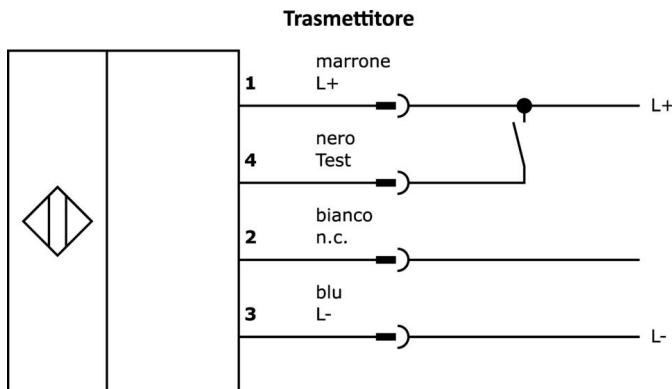 Trasmettitore
marrone
1 L+
L+
nero
4 Test
bianco
2 n.c.
blu
3 L-
L-